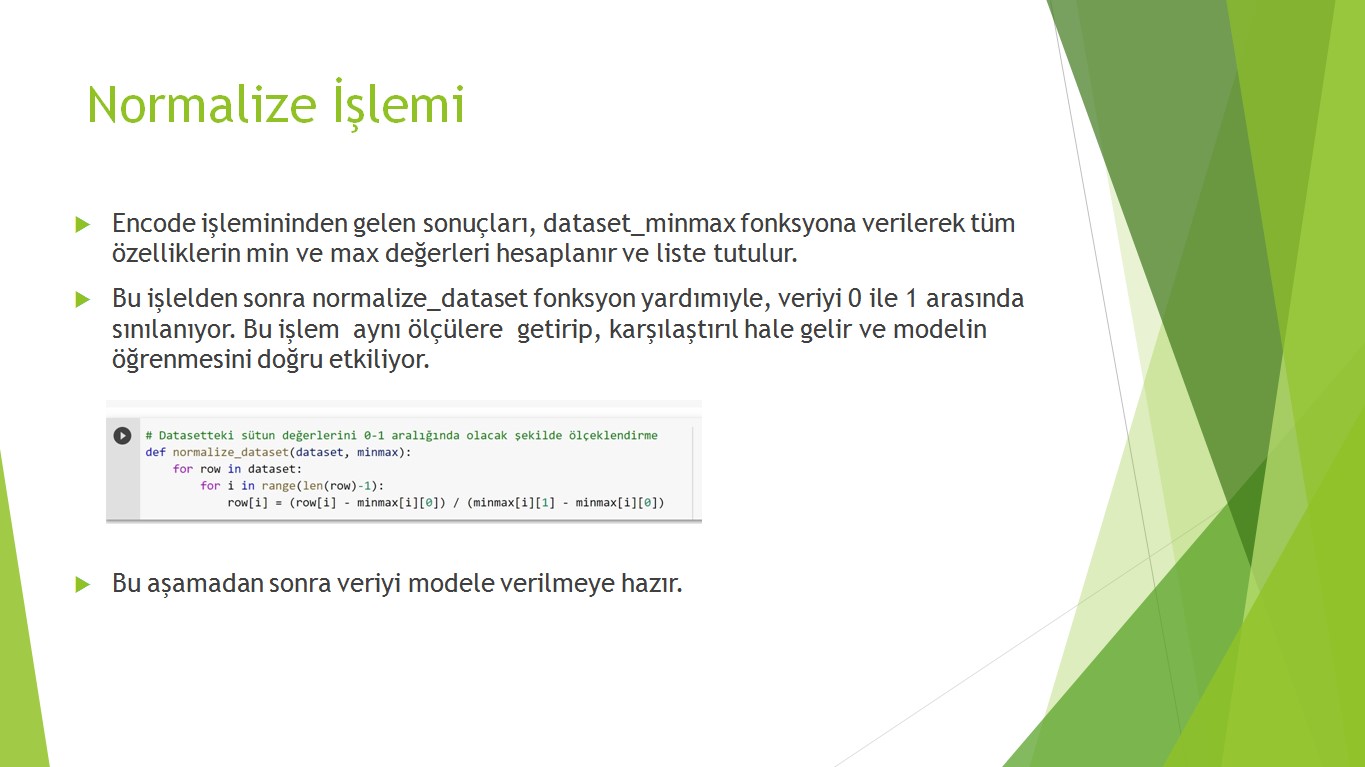 Normalize İşlemi
Encode işlemininden gelen sonuçları, dataset_minmax fonksyona verilerek tüm
özelliklerin min ve max değerleri hesaplanır ve liste tutulur.
Bu işlelden sonra normalize_dataset fonksyon yardımıyle, veriyi 0 ile 1 arasında
sınılanıyor. Bu işlem  aynı ölçülere  getirip, karşılaştırıl hale gelir ve modelin
öğrenmesini doğru etkiliyor.
# Datasetteki sütun değerlerini 0-1 aralığında olacak şekilde ölçeklendirme
def normalize_dataset(dataset, minmax):
    for row in dataset:
        for i in range(len(row)-1):
            row[i] = (row[i] - minmax[i][0]) / (minmax[i][1] - minmax[i][0])
Bu aşamadan sonra veriyi modele verilmeye hazır.